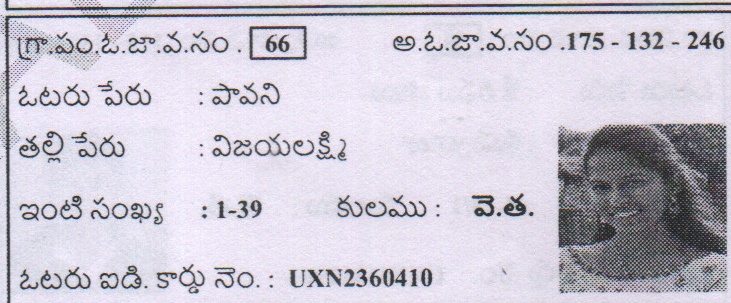 గ్రా.పం.ఓ.జా.వ.సం . 66 అ.ఓ.జా.వ.సం .175 - 132 - 246
ఓటరు పేరు : పావని
తల్లి పేరు : విజయలక్ష్మి
ఇంటి సంఖ్య : 1-39 కులము : వె.త.
ఓటరు ఐడి. కార్డు నెం. : UXN2360410